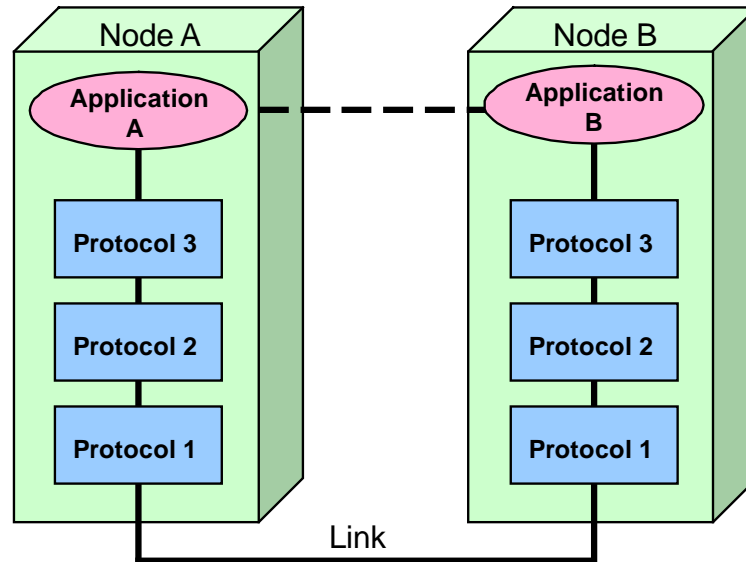 Node A
Application
A
Protocol 3
Protocol 2
Protocol 1
Node B
Application
B
Protocol 3
Protocol 2
Protocol 1
Link